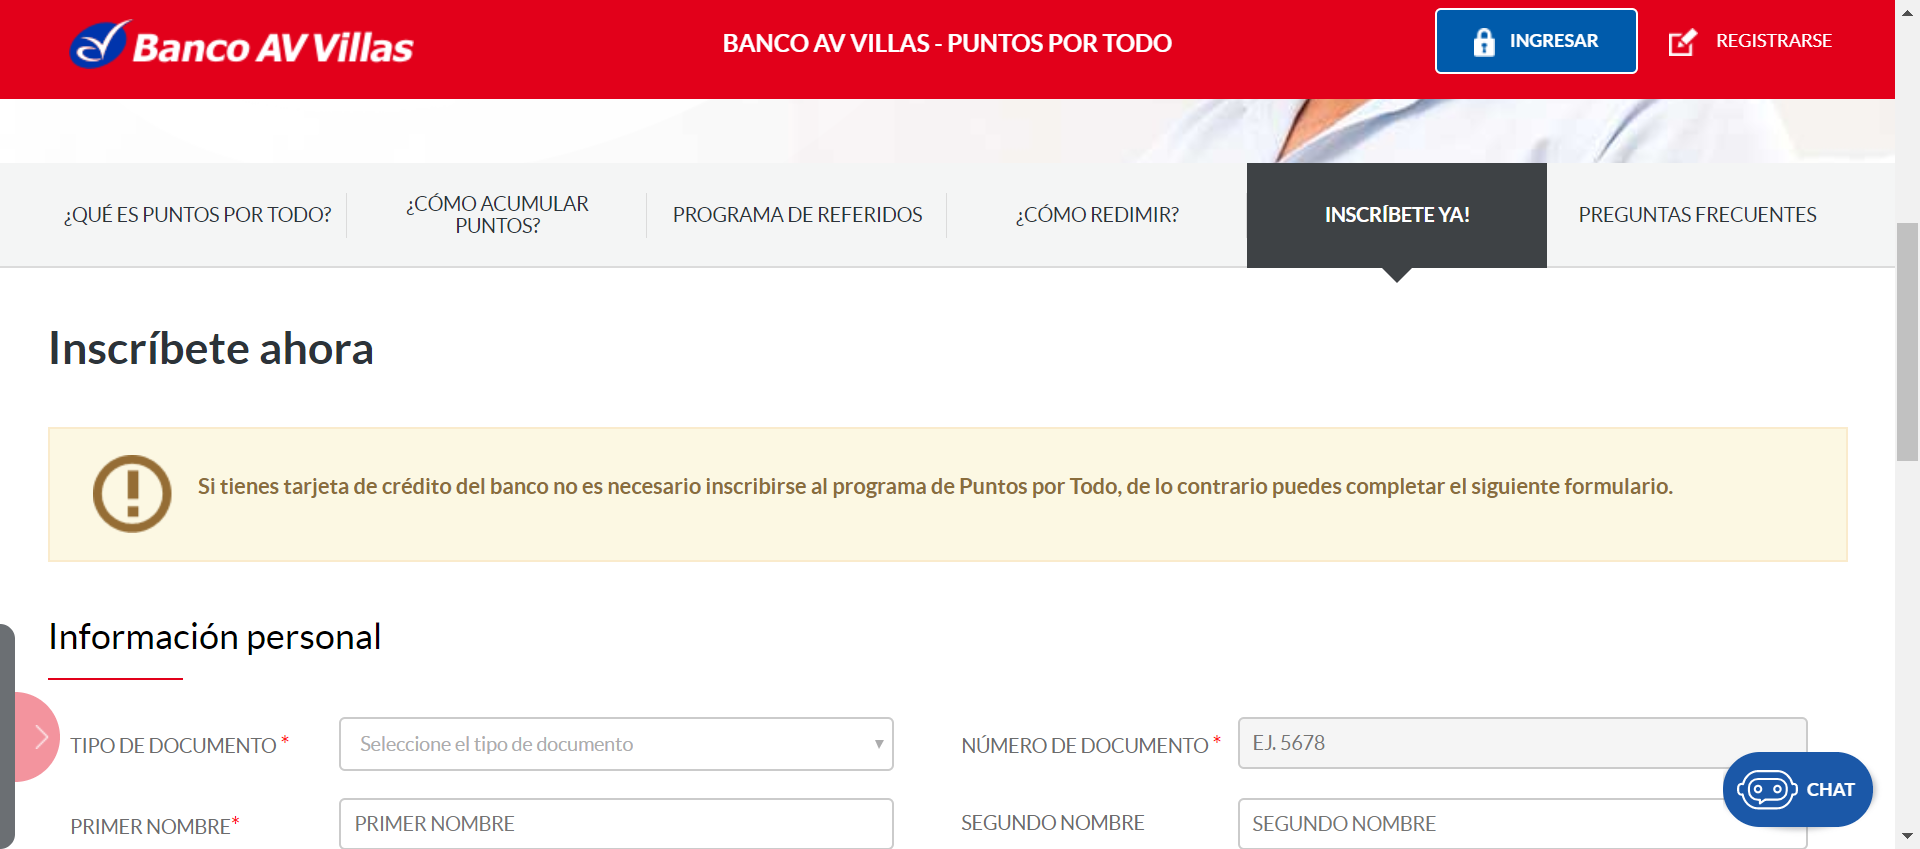 Banco AV Villas
BANCO AV VILLAS - PUNTOS POR TODO
INGRESAR
REGISTRARSE
¿QUÉ ES PUNTOS POR TODO?
¿CÓMO ACUMULAR
PUNTOS?
PROGRAMA DE REFERIDOS
¿CÓMO REDIMIR?
INSCRÍBETE YA!
PREGUNTAS FRECUENTES
Inscríbete ahora
Si tienes tarjeta de crédito del banco no es necesario inscribirse al programa de Puntos por Todo, de lo contrario puedes completar el siguiente formulario.
Información personal
TIPO DE DOCUMENTO *
Seleccione el tipo de documento
NÚMERO DE DOCUMENTO *
EJ. 5678
PRIMER NOMBRE*
PRIMER NOMBRE
SEGUNDO NOMBRE
SEGUNDO NOMBRE
CHAT